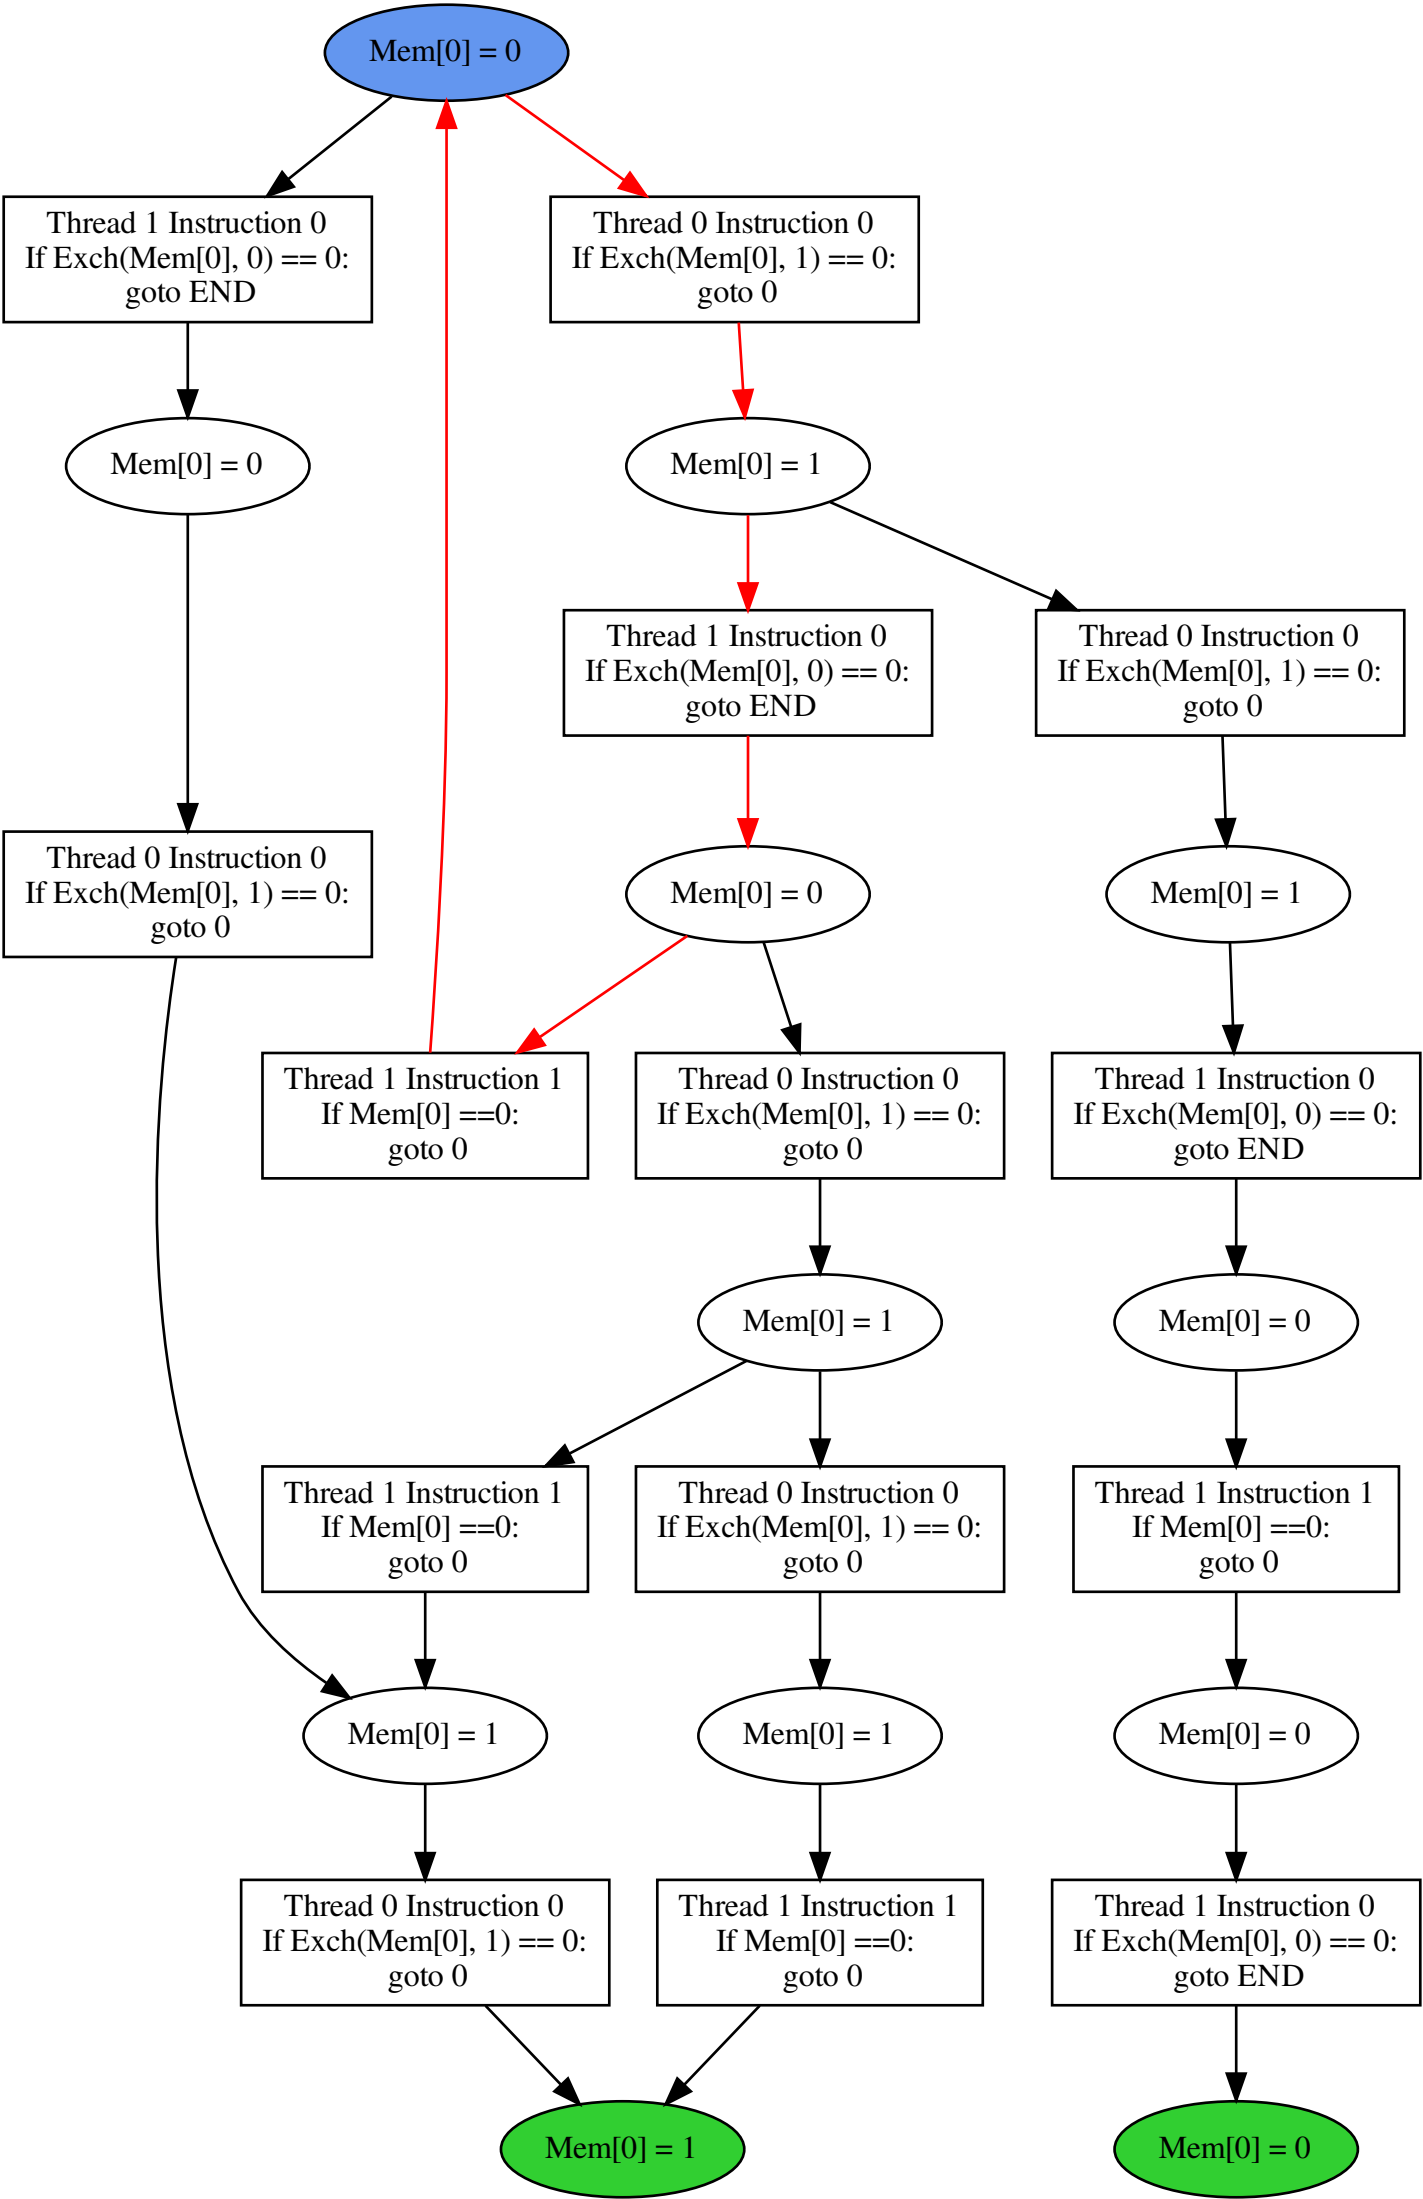 Mem[0] = 0
Thread 1 Instruction 0
If Exch(Mem[0], 0) == 0:
goto END
Thread 0 Instruction 0
If Exch(Mem[0], 1) == 0:
goto 0
Mem[0] = 0
Mem[0] = 1
Thread 1 Instruction 0
If Exch(Mem[0], 0) == 0:
goto END
Thread 0 Instruction 0
If Exch(Mem[0], 1) == 0:
goto 0
Thread 0 Instruction 0
If Exch(Mem[0], 1) == 0:
goto 0
Mem[0] = 0
Mem[0] = 1
Thread 1 Instruction 1
If Mem[0] ==0:
goto 0
Thread 0 Instruction 0
If Exch(Mem[0], 1) == 0:
goto 0
Thread 1 Instruction 0
If Exch(Mem[0], 0) == 0:
goto END
Mem[0] = 1
Mem[0] = 0
Thread 1 Instruction 1
If Mem[0] ==0:
goto 0
Thread 0 Instruction 0
If Exch(Mem[0], 1) == 0:
goto 0
Thread 1 Instruction 1
If Mem[0] ==0:
goto 0
Mem[0] = 1
Mem[0] = 1
Mem[0] = 0
Thread 0 Instruction 0
If Exch(Mem[0], 1) == 0:
goto 0
Thread 1 Instruction 1
If Mem[0] ==0:
goto 0
Thread 1 Instruction 0
If Exch(Mem[0], 0) == 0:
goto END
Mem[0] = 1
Mem[0] = 0